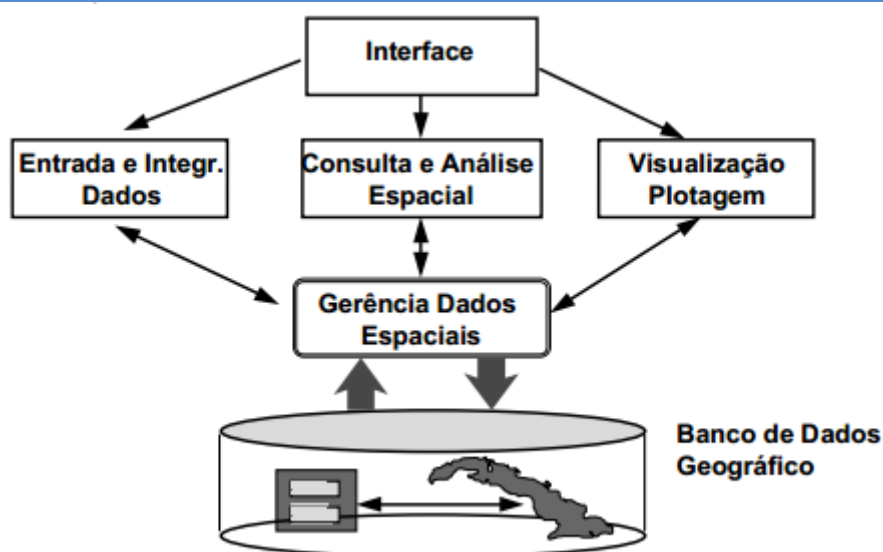 Interface
Entrada e Integr.
Dados
Consulta e Análise
Espacial
Visualização
Plotagem
Gerência Dados
Espaciais
Banco de Dados
Geográfico